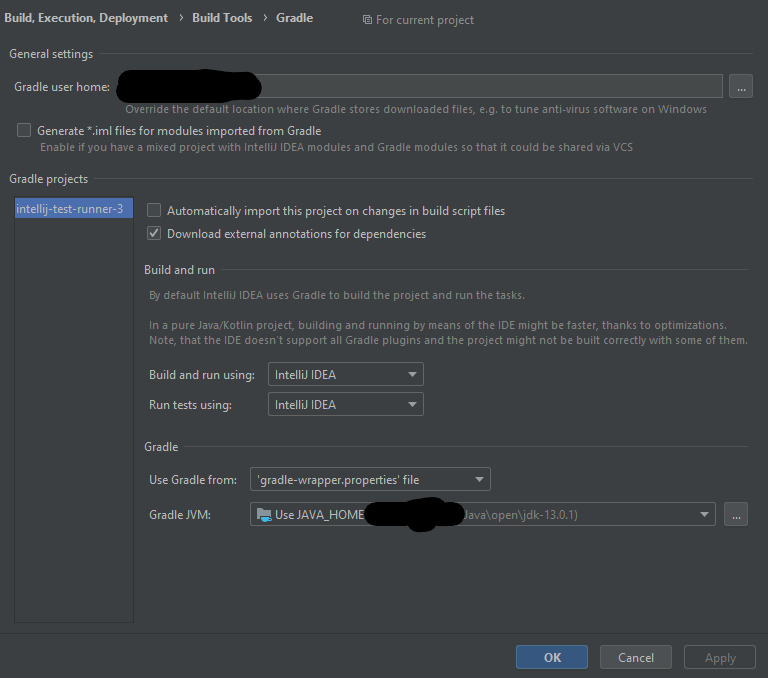 Build, Execution, Deployment › Build Tools › Gradle For current project
General settings
Gradle user home: ...
Override the default location where Gradle stores downloaded files, e.g. to tune anti-virus software on Windows
Generate *.iml files for modules imported from Gradle
Enable if you have a mixed project with IntelliJ IDEA modules and Gradle modules so that it could be shared via VCS
Gradle projects
intellij-test-runner-3
Automatically import this project on changes in build script files
Download external annotations for dependencies
Build and run
By default IntelliJ IDEA uses Gradle to build the project and run the tasks.
In a pure Java/Kotlin project, building and running by means of the IDE might be faster, thanks to optimizations.
Note, that the IDE doesn't support all Gradle plugins and the project might not be built correctly with some of them.
Build and run using: IntelliJ IDEA
Run tests using: IntelliJ IDEA
Gradle
Use Gradle from: 'gradle-wrapper.properties' file
Gradle JVM: Use JAVA_HOME Java\open\jdk-13.0.1) ...
OK Cancel Apply